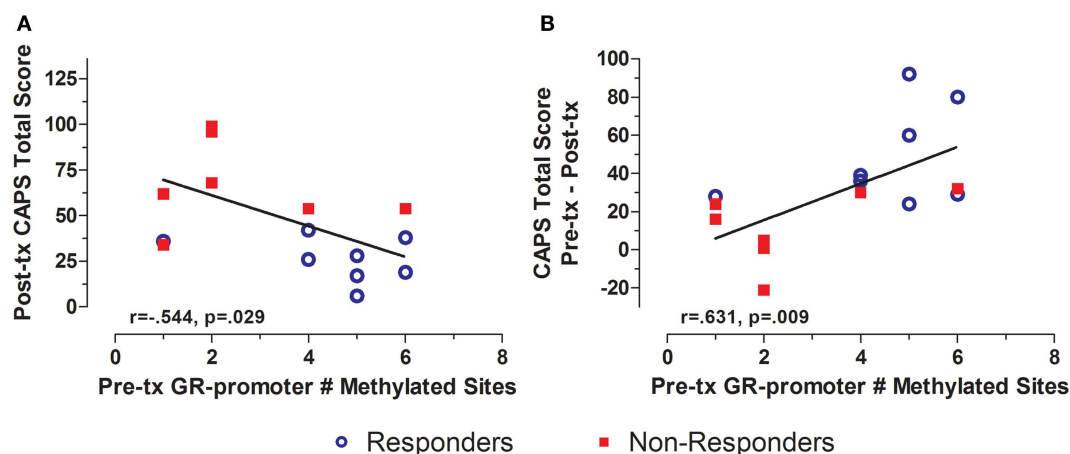 A
Post-tx CAPS Total Score
125
100
75
50
25
0
r=-.544, p=.029
0 2 4 6 8
Pre-tx GR-promoter # Methylated Sites
B
CAPS Total Score
Pre-tx - Post-tx
100
80
60
40
20
0
-20
r=.631, p=.009
0 2 4 6 8
Pre-tx GR-promoter # Methylated Sites
Responders
Non-Responders